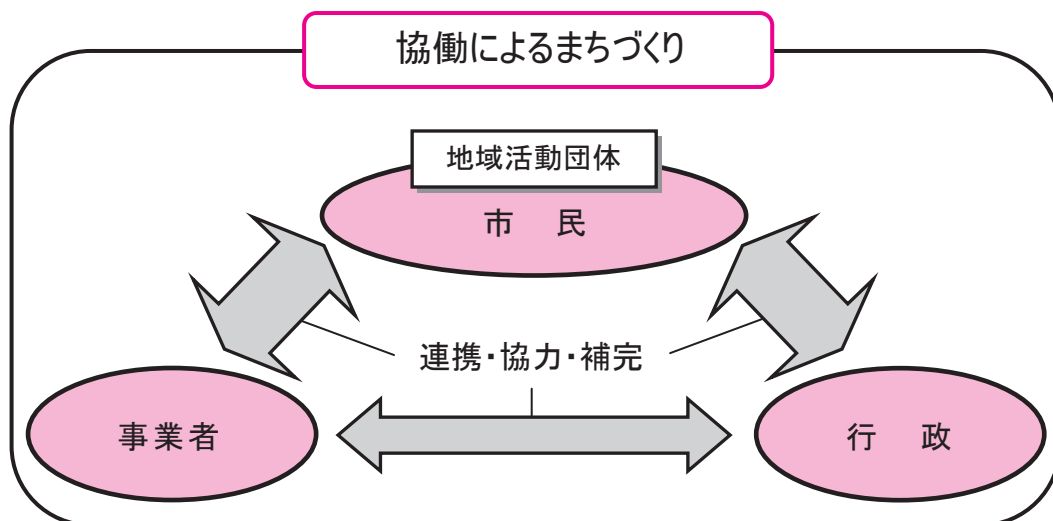 協働によるまちづくり
地域活動団体
市　民
連携・協力・補完
事業者
行　政